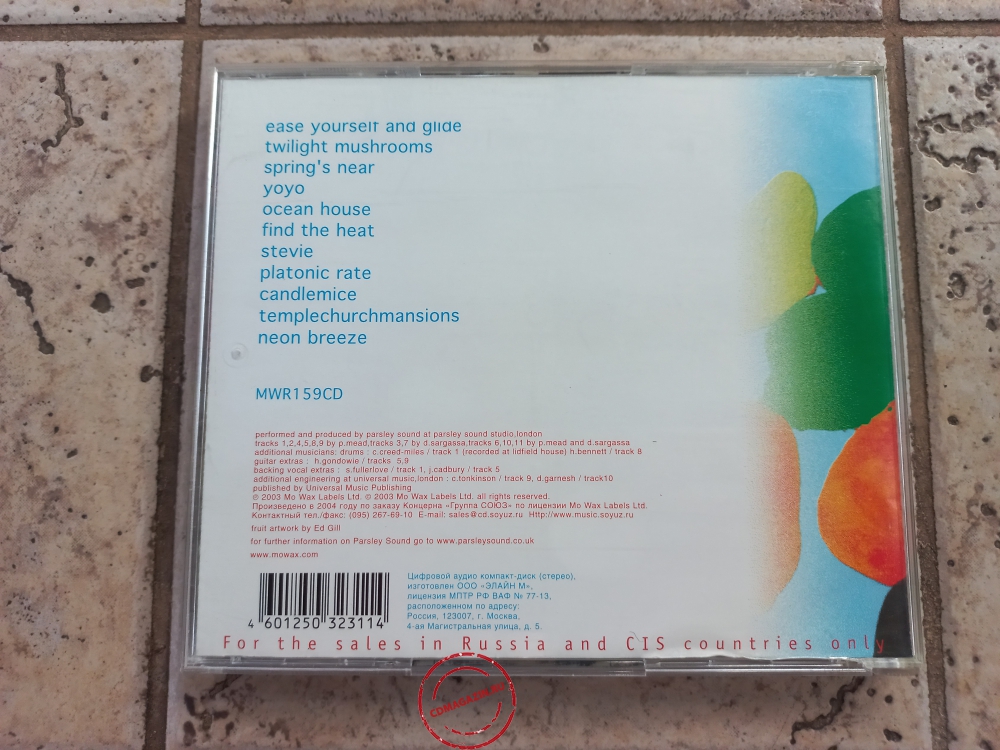 ease yourself and glide
twilight mushrooms
spring's near
yoyo
ocean house
find the heat
stevie
platonic rate
candlemice
templechurchmansions
neon breeze
MWR159CD
performed and produced by parsley sound at parsley sound studio,london
tracks 1,2,4,5,8,9 by p.mead,tracks 3,7 by d.sargassa,tracks 6,10,11 by p.mead and d.sargassa
additional musicians: drums : c.creed-miles / track 1 (recorded at lidfield house) h.bennett / track 8
guitar extras : h.gondowie / tracks 5,9
backing vocal extras : s.fullerlove / track 1, j.cadbury / track 5
additional engineering at universal music,london : c.tonkinson / track 9, d.garnesh / track10
published by Universal Music Publishing
℗ 2003 Mo Wax Labels Ltd. © 2003 Mo Wax Labels Ltd. all rights reserved.
Произведено в 2004 году по заказу Концерна «Группа СОЮЗ» по лицензии Mo Wax Labels Ltd.
Контактный тел./факс: (095) 267-69-10 E-mail: sales@cd.soyuz.ru Http://www.music.soyuz.ru
fruit artwork by Ed Gill
for further information on Parsley Sound go to www.parsleysound.co.uk
www.mowax.com
Цифровой аудио компакт-диск (стерео),
изготовлен ООО «ЭЛАЙН М»,
лицензия МПТР РФ ВАФ № 77-13,
расположенном по адресу:
Россия, 123007, г. Москва,
4-ая Магистральная улица, д. 5.
4 601250 323114
For the sales in Russia and CIS countries only